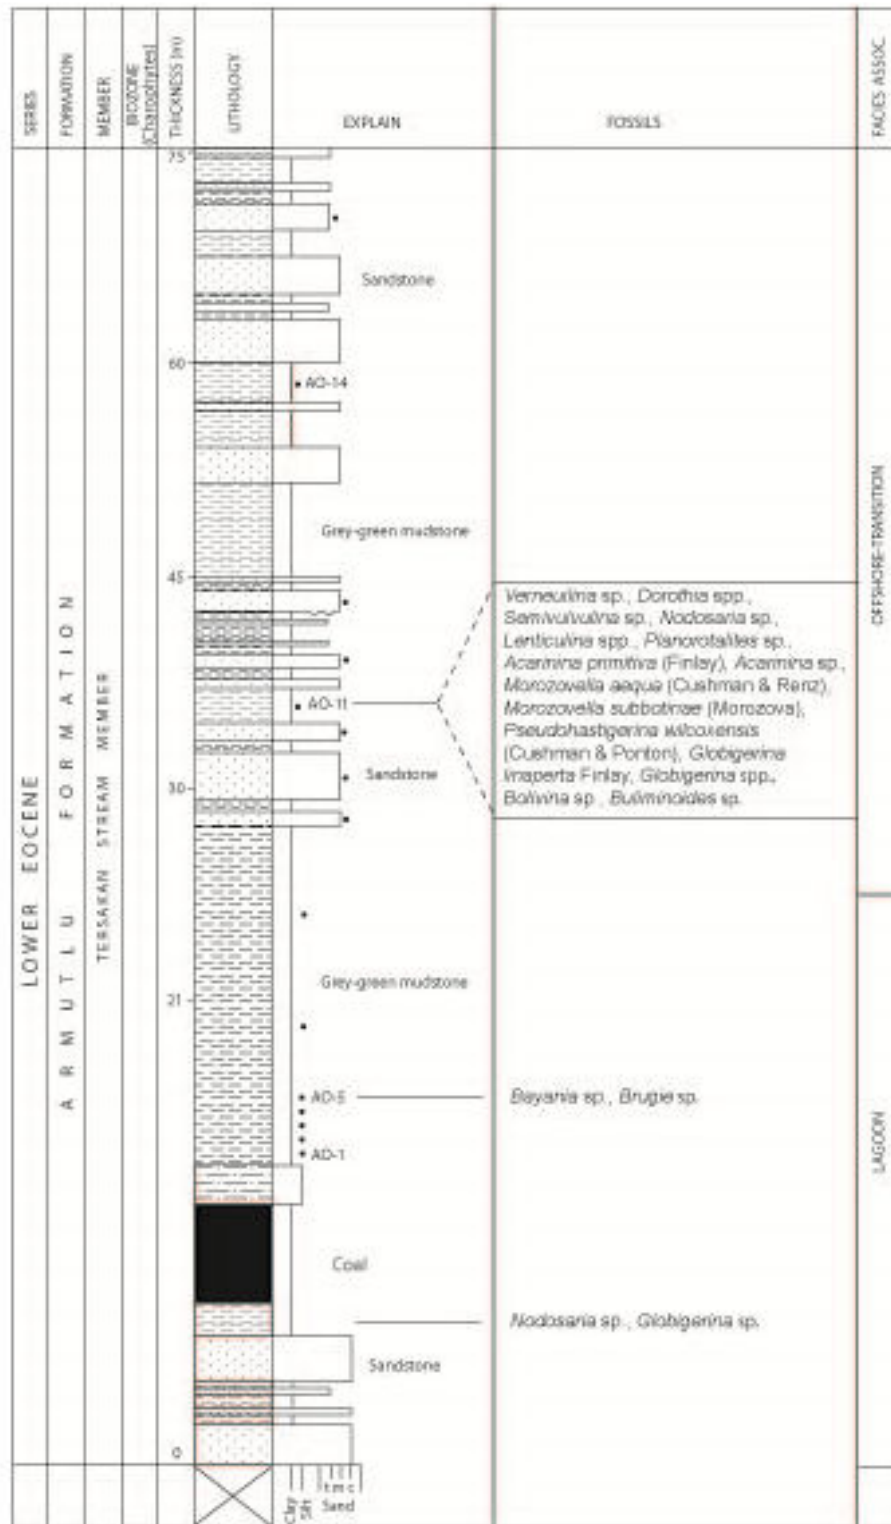 SERIES
FORMATION
MEMBER
BIOZONE
(Charophytes)
THICKNESS (m)
LITHOLOGY
EXPLAIN
FOSSILS
FACIES ASSOC.
LOWER EOCENE
ARMUTLU FORMATION
TERSAKAN STREAM MEMBER
75
Sandstone
60
AO-14
Grey-green mudstone
45
Verneulina sp., Dorothia spp.,
Semivulvulina sp., Nodosaria sp.,
Lenticulina spp., Planorotalites sp.,
Acarinina primitiva (Finlay), Acarinina sp.,
Morozovella aequa (Cushman & Renz),
Morozovella subbotinae (Morozova),
Pseudohastigerina wilcoxensis
(Cushman & Ponton), Globigerina
linaperta Finlay, Globigerina spp.,
Bolivina sp., Buliminoides sp.
AO-11
Sandstone
30
OFFSHORE-TRANSITION
Grey-green mudstone
21
AO-5
Bayania sp., Brugie sp.
AO-1
LAGOON
Coal
Nodosaria sp., Globigerina sp.
Sandstone
0
Clay
Silt
f m c
Sand